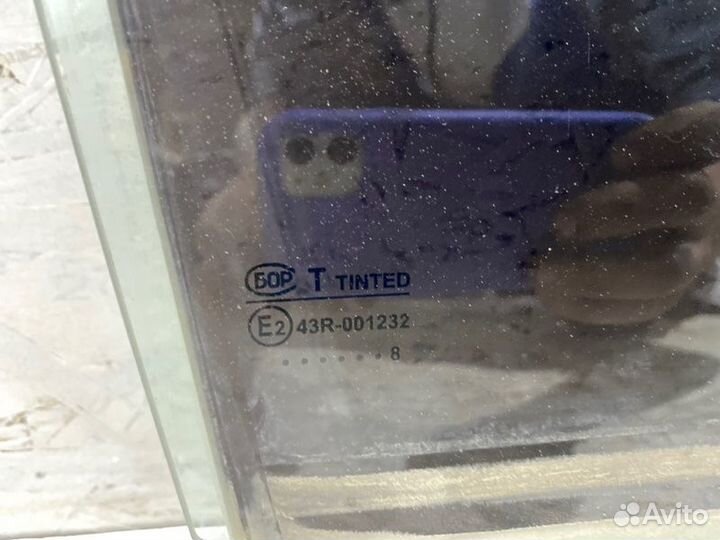 БОР T TINTED
E2 43R-001232
. . . . . . 8
Avito